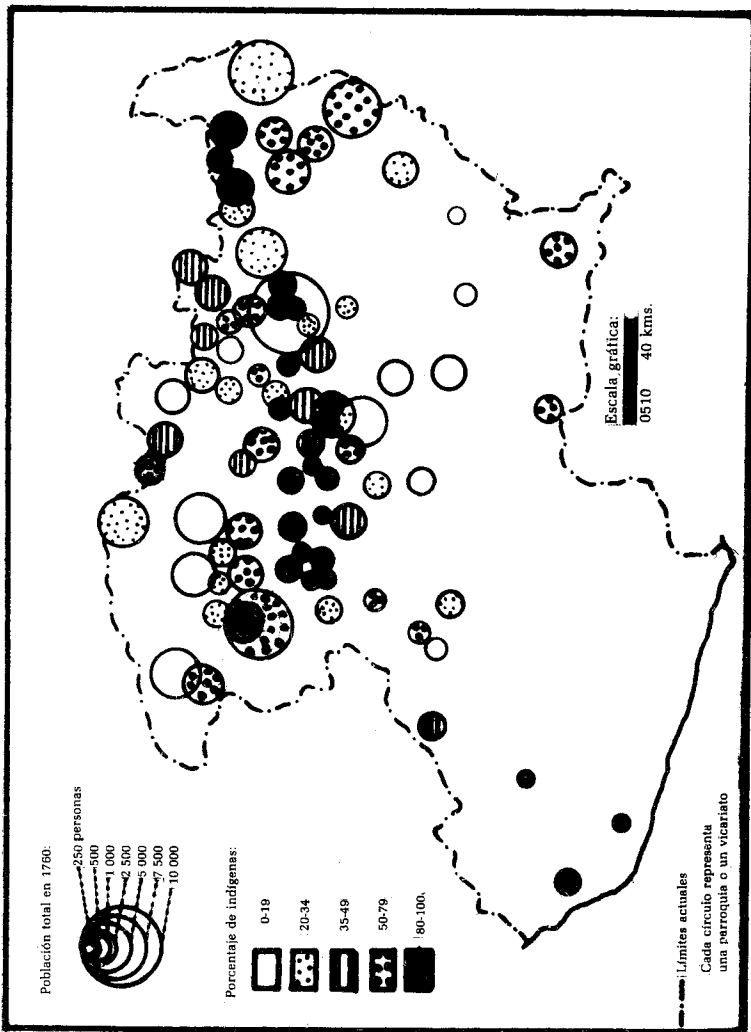 Población total en 1760:
250 personas
500
1 000
2 500
5 000
7 500
10 000
Porcentaje de indígenas:
0-19
20-34
35-49
50-79
80-100
Límites actuales
Cada círculo representa
una parroquia o un vicariato
Escala gráfica:
0510 40 kms.